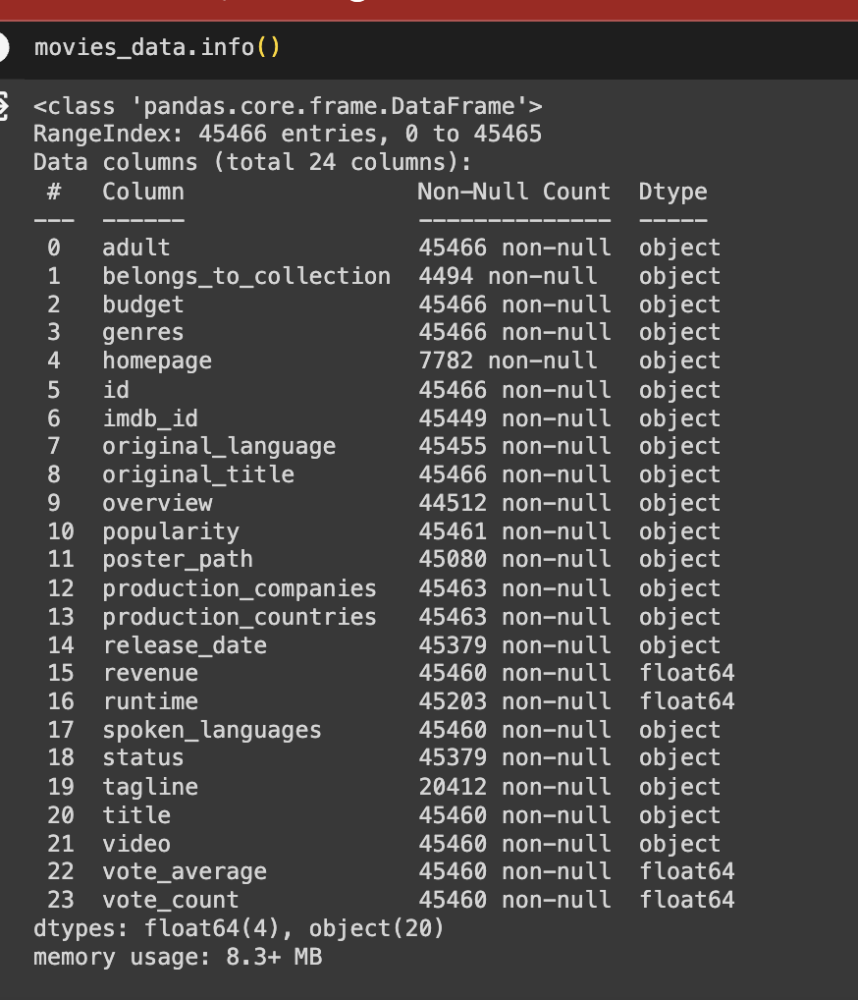 movies_data.info()
<class 'pandas.core.frame.DataFrame'>
RangeIndex: 45466 entries, 0 to 45465
Data columns (total 24 columns):
 #   Column                 Non-Null Count  Dtype
---  ------                 --------------  -----
 0   adult                  45466 non-null  object
 1   belongs_to_collection  4494 non-null   object
 2   budget                 45466 non-null  object
 3   genres                 45466 non-null  object
 4   homepage               7782 non-null   object
 5   id                     45466 non-null  object
 6   imdb_id                45449 non-null  object
 7   original_language      45455 non-null  object
 8   original_title         45466 non-null  object
 9   overview               44512 non-null  object
 10  popularity             45461 non-null  object
 11  poster_path            45080 non-null  object
 12  production_companies   45463 non-null  object
 13  production_countries   45463 non-null  object
 14  release_date           45379 non-null  object
 15  revenue                45460 non-null  float64
 16  runtime                45203 non-null  float64
 17  spoken_languages       45460 non-null  object
 18  status                 45379 non-null  object
 19  tagline                20412 non-null  object
 20  title                  45460 non-null  object
 21  video                  45460 non-null  object
 22  vote_average           45460 non-null  float64
 23  vote_count             45460 non-null  float64
dtypes: float64(4), object(20)
memory usage: 8.3+ MB